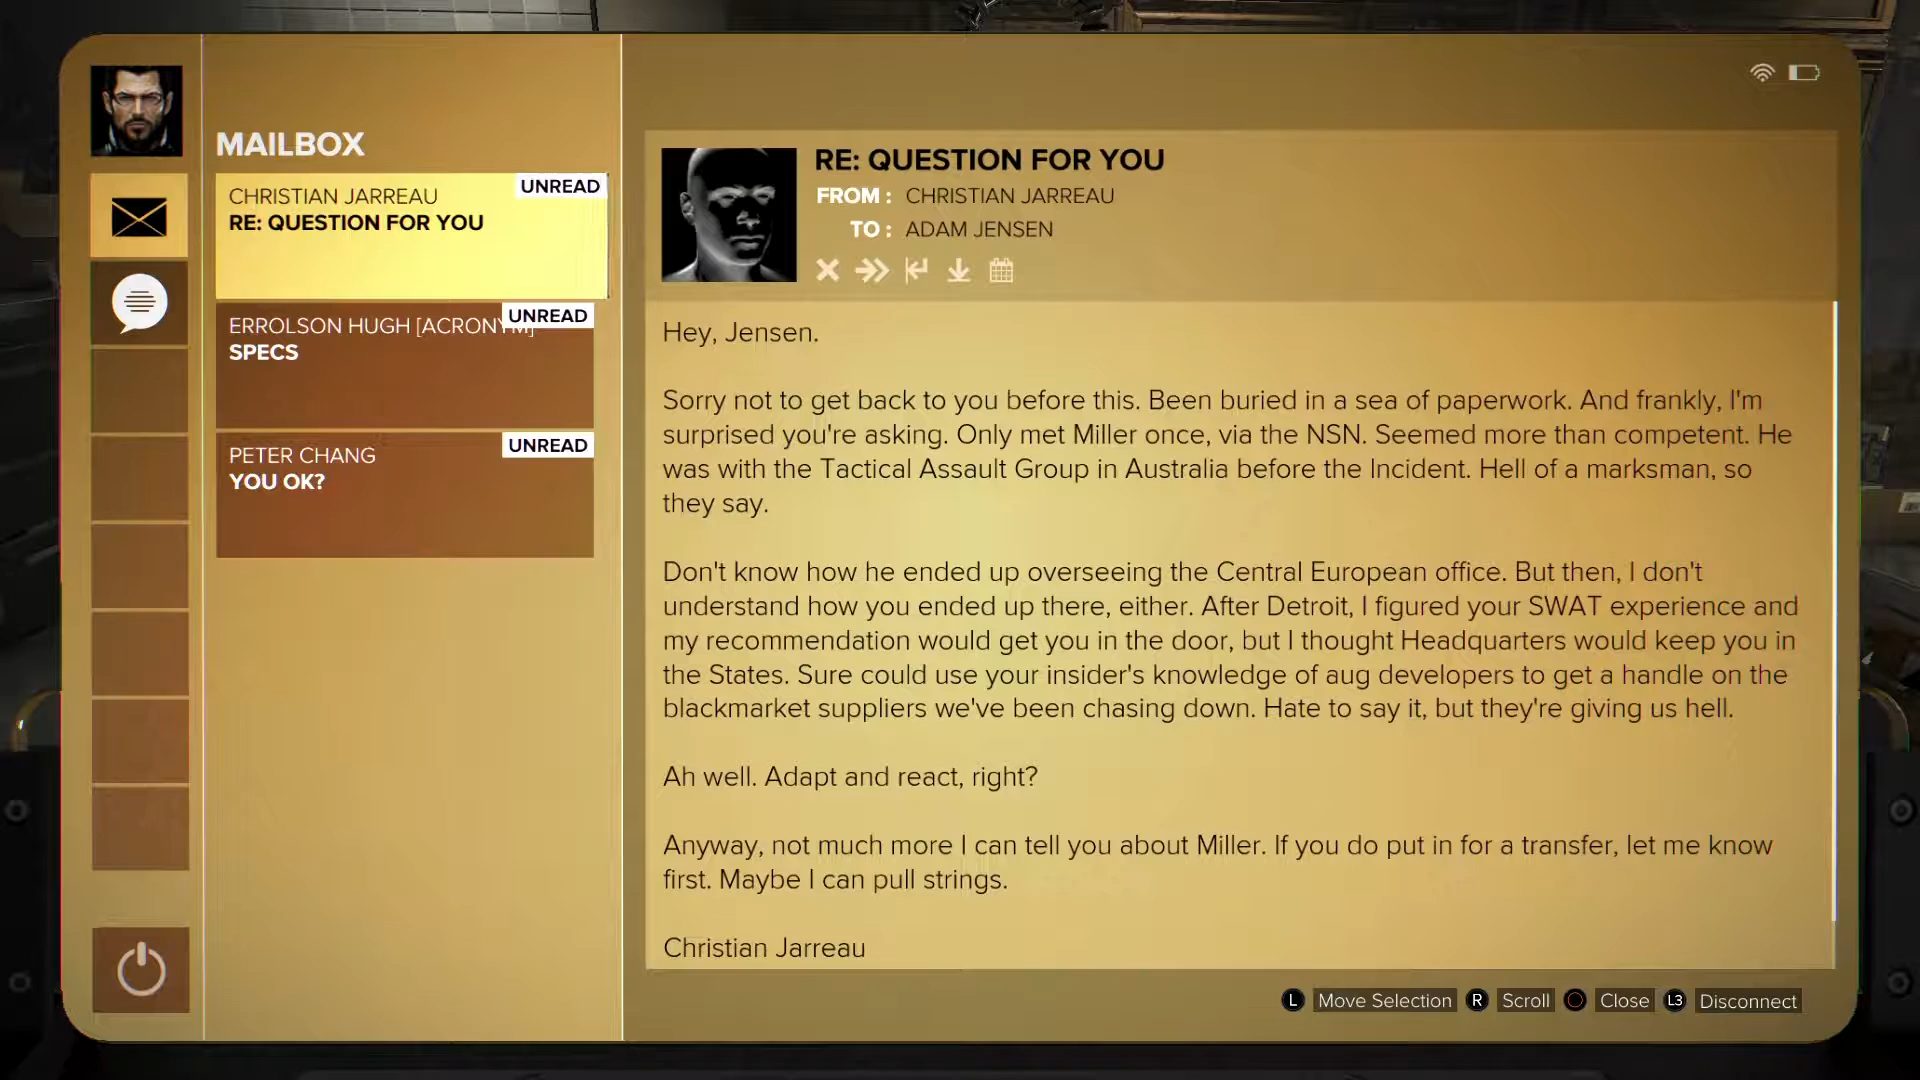 MAILBOX
CHRISTIAN JARREAU
UNREAD
RE: QUESTION FOR YOU
ERROLSON HUGH [ACRONYM]
UNREAD
SPECS
PETER CHANG
UNREAD
YOU OK?
RE: QUESTION FOR YOU
FROM : CHRISTIAN JARREAU
TO : ADAM JENSEN
Hey, Jensen.
Sorry not to get back to you before this. Been buried in a sea of paperwork. And frankly, I'm
surprised you're asking. Only met Miller once, via the NSN. Seemed more than competent. He
was with the Tactical Assault Group in Australia before the Incident. Hell of a marksman, so
they say.
Don't know how he ended up overseeing the Central European office. But then, I don't
understand how you ended up there, either. After Detroit, I figured your SWAT experience and
my recommendation would get you in the door, but I thought Headquarters would keep you in
the States. Sure could use your insider's knowledge of aug developers to get a handle on the
blackmarket suppliers we've been chasing down. Hate to say it, but they're giving us hell.
Ah well. Adapt and react, right?
Anyway, not much more I can tell you about Miller. If you do put in for a transfer, let me know
first. Maybe I can pull strings.
Christian Jarreau
L Move Selection R Scroll Close L3 Disconnect